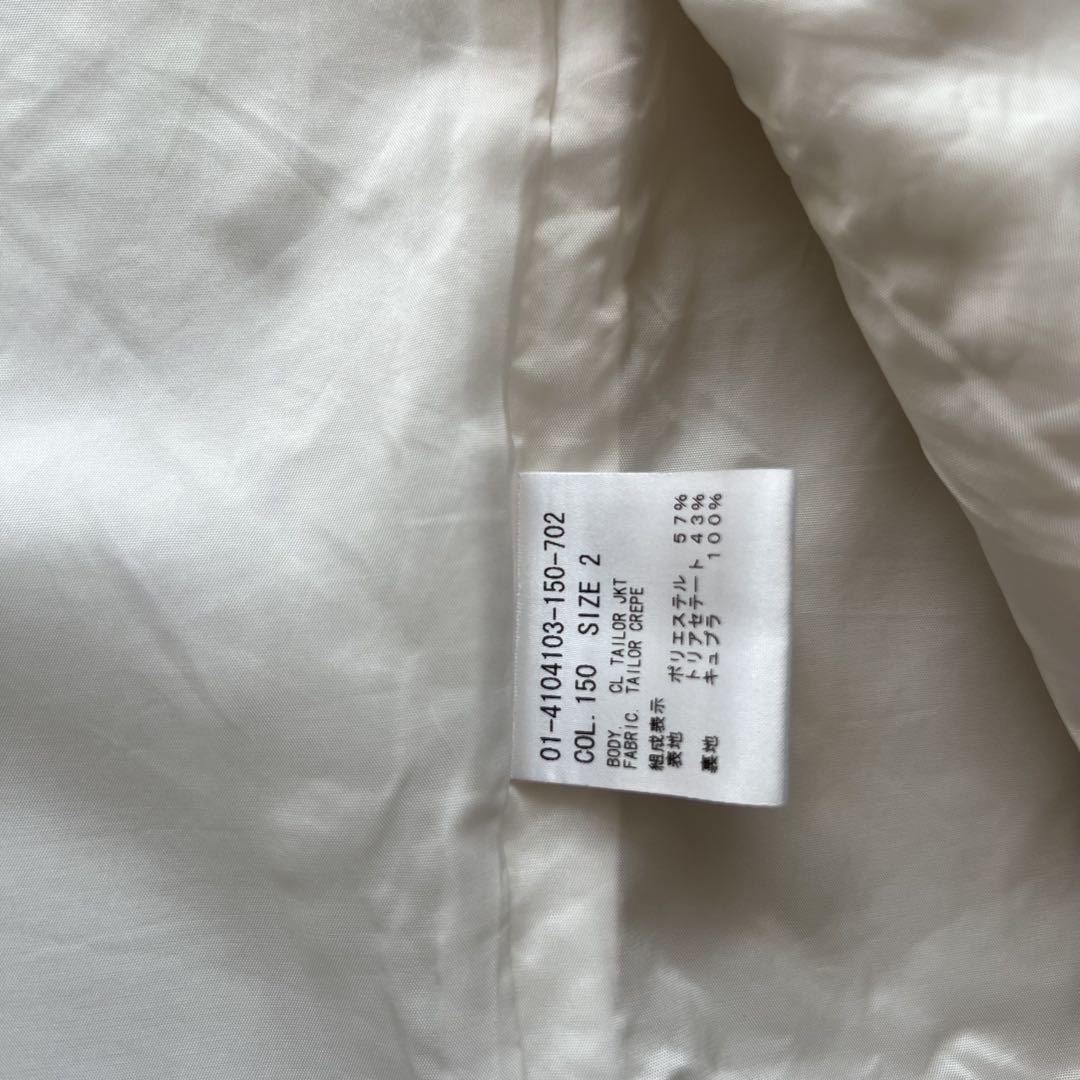 01-4104103-150-702
COL. 150 SIZE 2
BODY. CL TAILOR JKT
FABRIC. TAILOR CREPE
組成表示
表地 ポリエステル 57%
トリアセテート 43%
裏地 キュプラ 100%